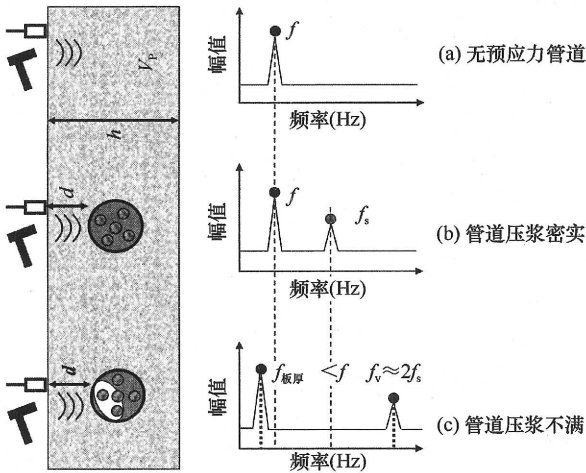 V_P
h
d
d
幅值
f
频率(Hz)
(a) 无预应力管道
幅值
f
f_s
频率(Hz)
(b) 管道压浆密实
幅值
f_板厚 <f f_v≈2f_s
频率(Hz)
(c) 管道压浆不满